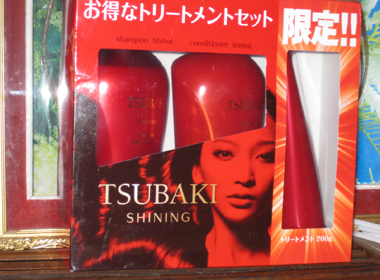 お得なトリートメントセット
限定!!
shampoo 550mL
conditioner 550mL
TSUBAKI
TSUBAKI
SHINING
トリートメント 200g